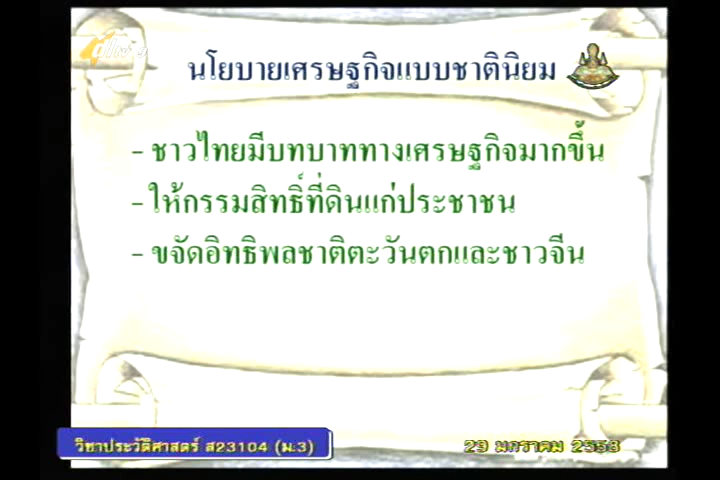 นโยบายเศรษฐกิจแบบชาตินิยม
- ชาวไทยมีบทบาททางเศรษฐกิจมากขึ้น
- ให้กรรมสิทธิ์ที่ดินแก่ประชาชน
- ขจัดอิทธิพลชาติตะวันตกและชาวจีน
วิชาประวัติศาสตร์ ส23104 (ม.3)
29 มกราคม 2553